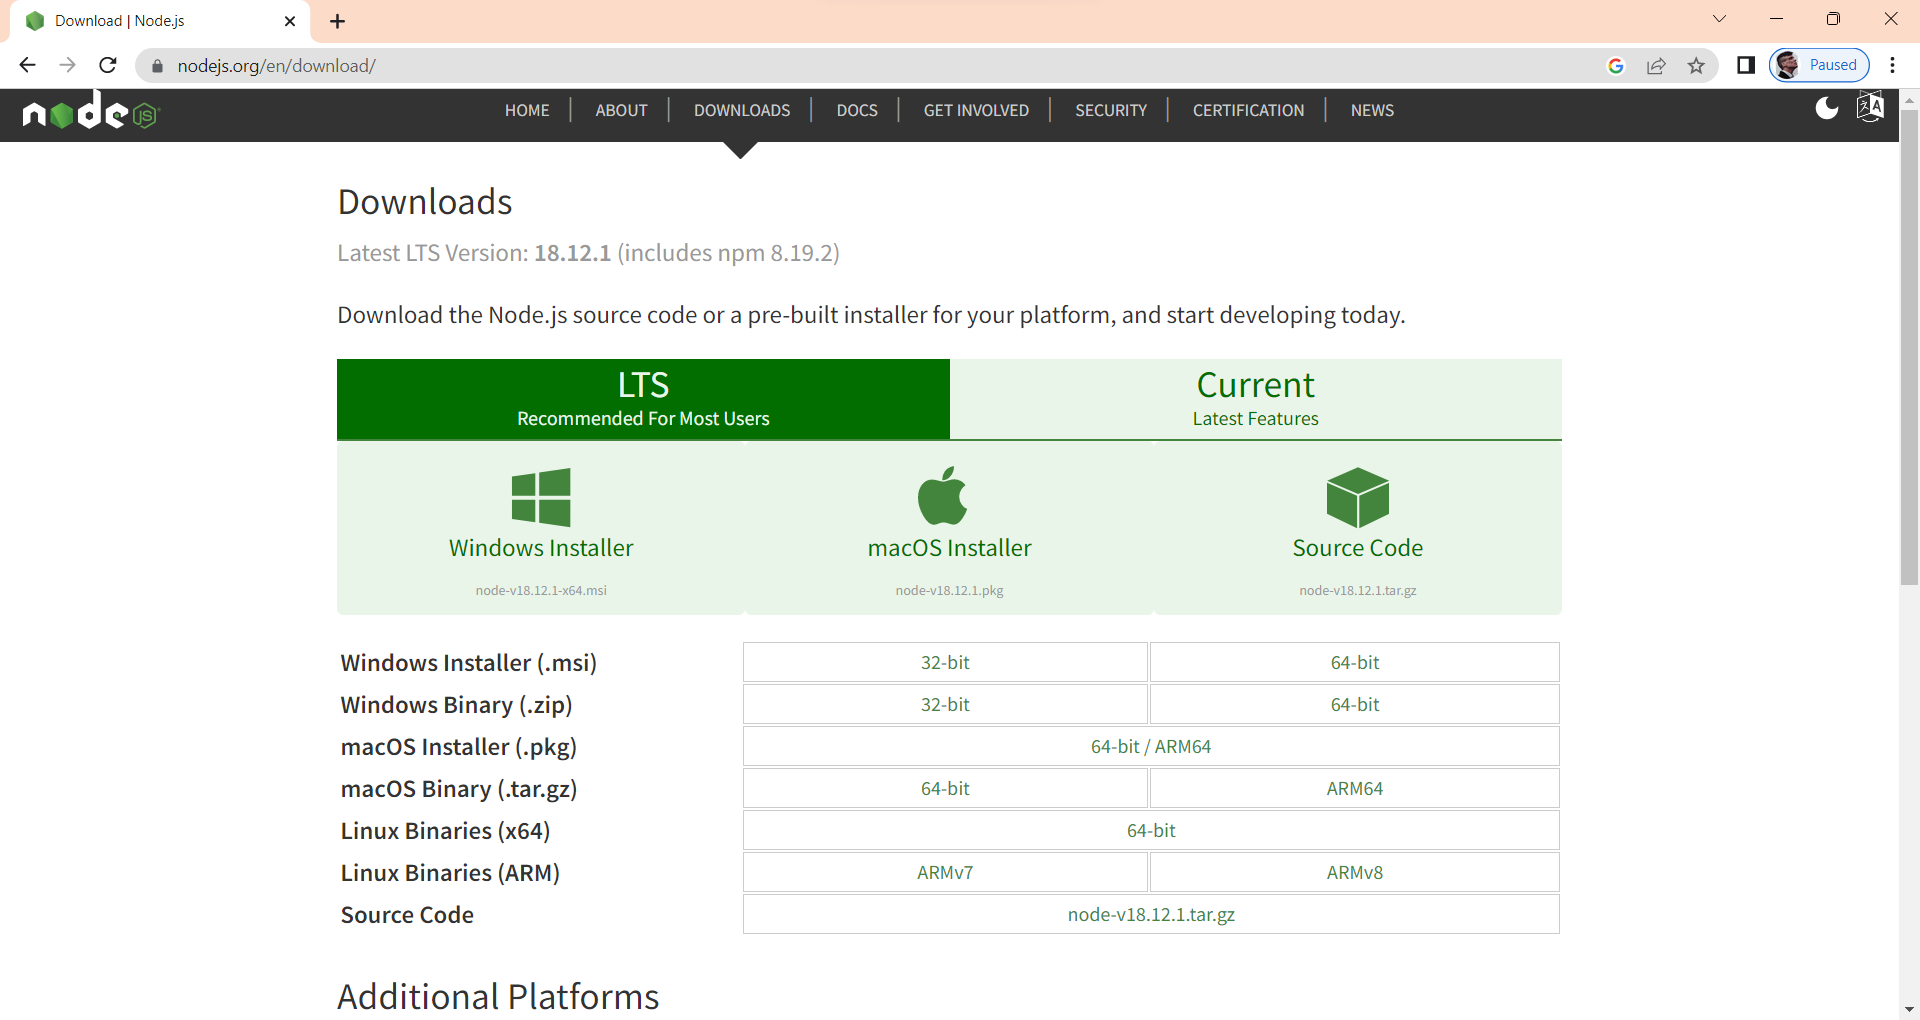 Download | Node.js
nodejs.org/en/download/
Paused
node JS
HOME | ABOUT | DOWNLOADS | DOCS | GET INVOLVED | SECURITY | CERTIFICATION | NEWS
Downloads
Latest LTS Version: 18.12.1 (includes npm 8.19.2)
Download the Node.js source code or a pre-built installer for your platform, and start developing today.
LTS
Recommended For Most Users
Current
Latest Features
Windows Installer
node-v18.12.1-x64.msi
macOS Installer
node-v18.12.1.pkg
Source Code
node-v18.12.1.tar.gz
Windows Installer (.msi) 32-bit 64-bit
Windows Binary (.zip) 32-bit 64-bit
macOS Installer (.pkg) 64-bit / ARM64
macOS Binary (.tar.gz) 64-bit ARM64
Linux Binaries (x64) 64-bit
Linux Binaries (ARM) ARMv7 ARMv8
Source Code node-v18.12.1.tar.gz
Additional Platforms